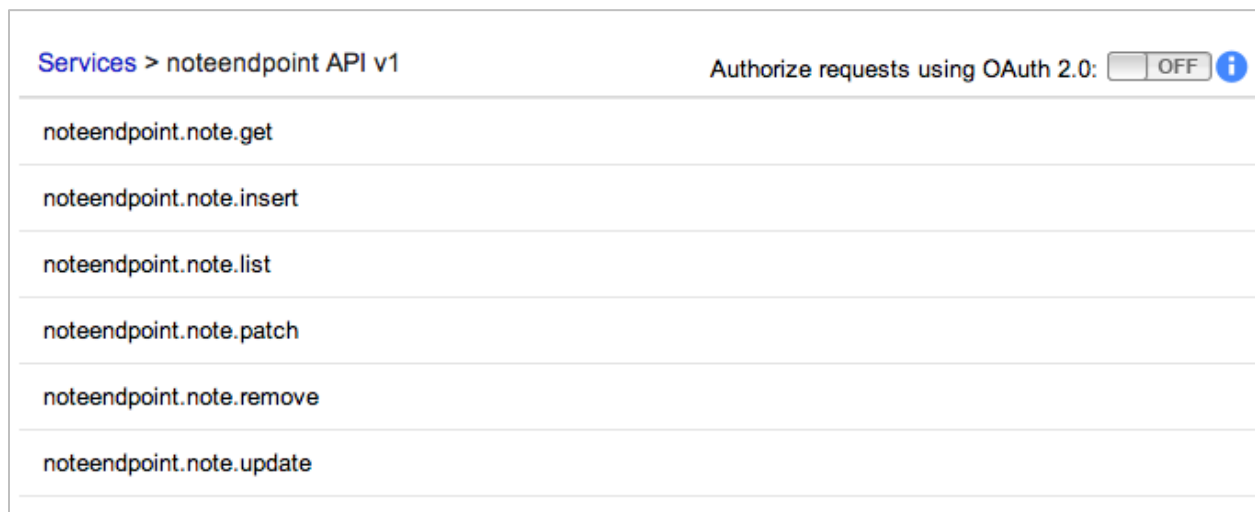 Services > noteendpoint API v1
Authorize requests using OAuth 2.0: OFF i
noteendpoint.note.get
noteendpoint.note.insert
noteendpoint.note.list
noteendpoint.note.patch
noteendpoint.note.remove
noteendpoint.note.update